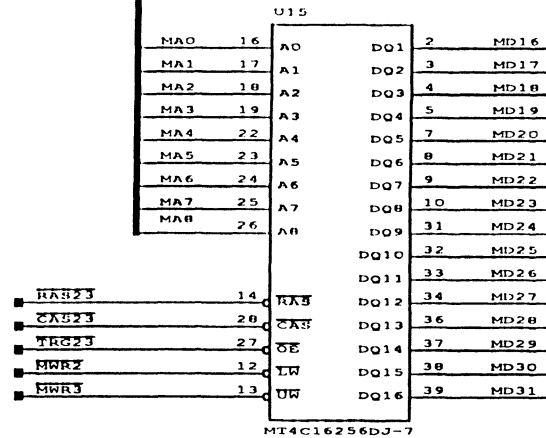 U15
MA0 16 A0 DQ1 2 MD16
MA1 17 A1 DQ2 3 MD17
MA2 18 A2 DQ3 4 MD18
MA3 19 A3 DQ4 5 MD19
MA4 22 A4 DQ5 7 MD20
MA5 23 A5 DQ6 8 MD21
MA6 24 A6 DQ7 9 MD22
MA7 25 A7 DQ8 10 MD23
MA8 26 A8 DQ9 31 MD24
DQ10 32 MD25
DQ11 33 MD26
RAS23 14 RAS DQ12 34 MD27
CAS23 28 CAS DQ13 36 MD28
TRG23 27 OE DQ14 37 MD29
MWR2 12 LW DQ15 38 MD30
MWR3 13 UW DQ16 39 MD31
MT4C16256DJ-7